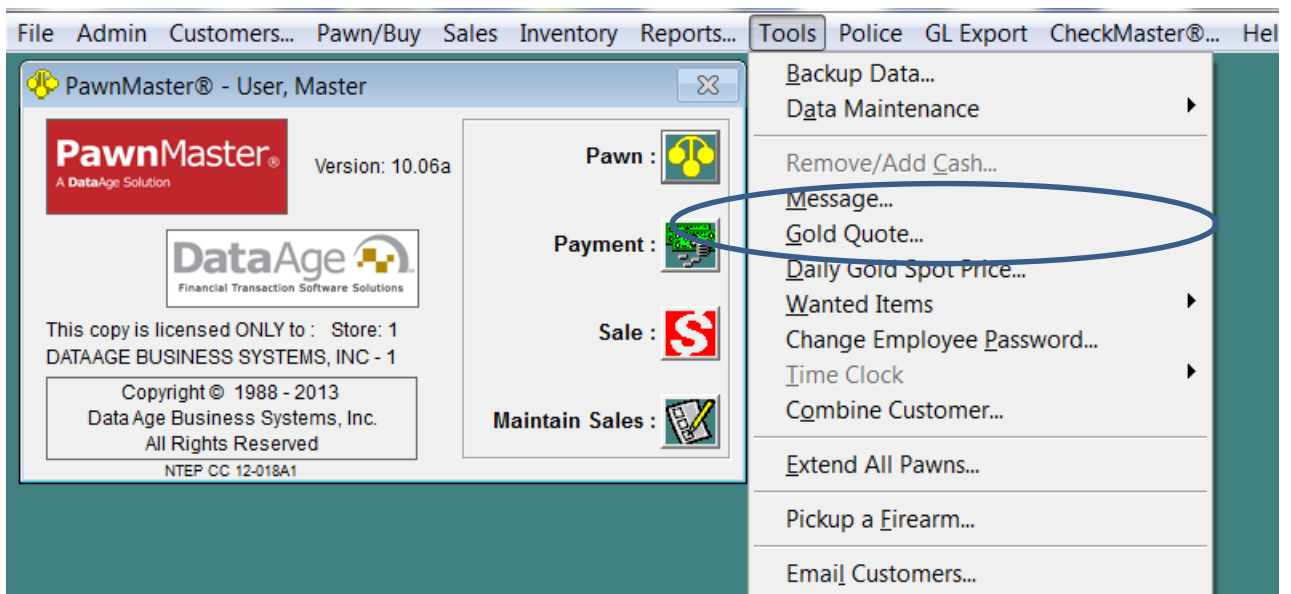 File Admin Customers... Pawn/Buy Sales Inventory Reports... Tools Police GL Export CheckMaster®... Hel
PawnMaster® - User, Master
PawnMaster®
A DataAge Solution
Version: 10.06a
DataAge
Financial Transaction Software Solutions
This copy is licensed ONLY to : Store: 1
DATAAGE BUSINESS SYSTEMS, INC - 1
Copyright © 1988 - 2013
Data Age Business Systems, Inc.
All Rights Reserved
NTEP CC 12-018A1
Pawn :
Payment :
Sale :
Maintain Sales :
Backup Data...
Data Maintenance
Remove/Add Cash...
Message...
Gold Quote...
Daily Gold Spot Price...
Wanted Items
Change Employee Password...
Time Clock
Combine Customer...
Extend All Pawns...
Pickup a Firearm...
Email Customers...